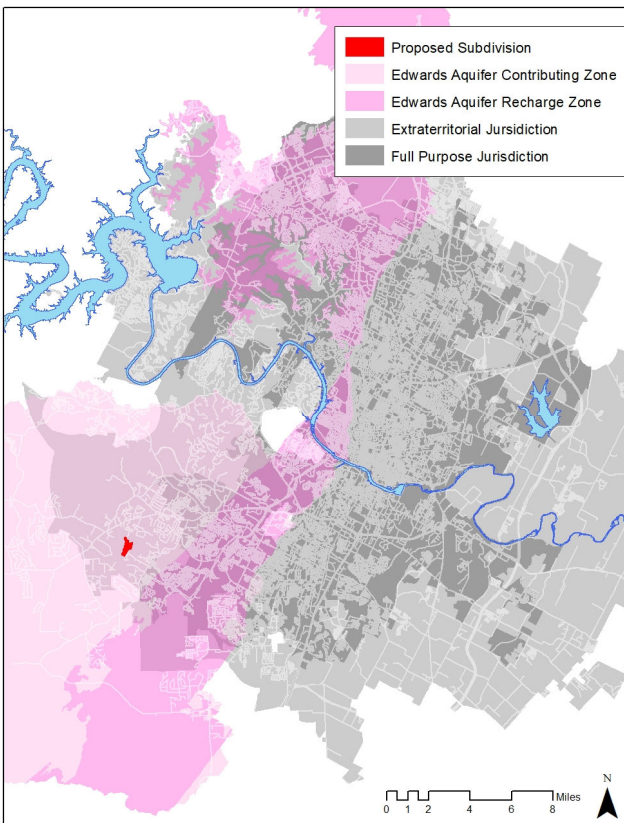 Proposed Subdivision
Edwards Aquifer Contributing Zone
Edwards Aquifer Recharge Zone
Extraterritorial Jursidiction
Full Purpose Jurisdiction
N
Miles
0 1 2 4 6 8